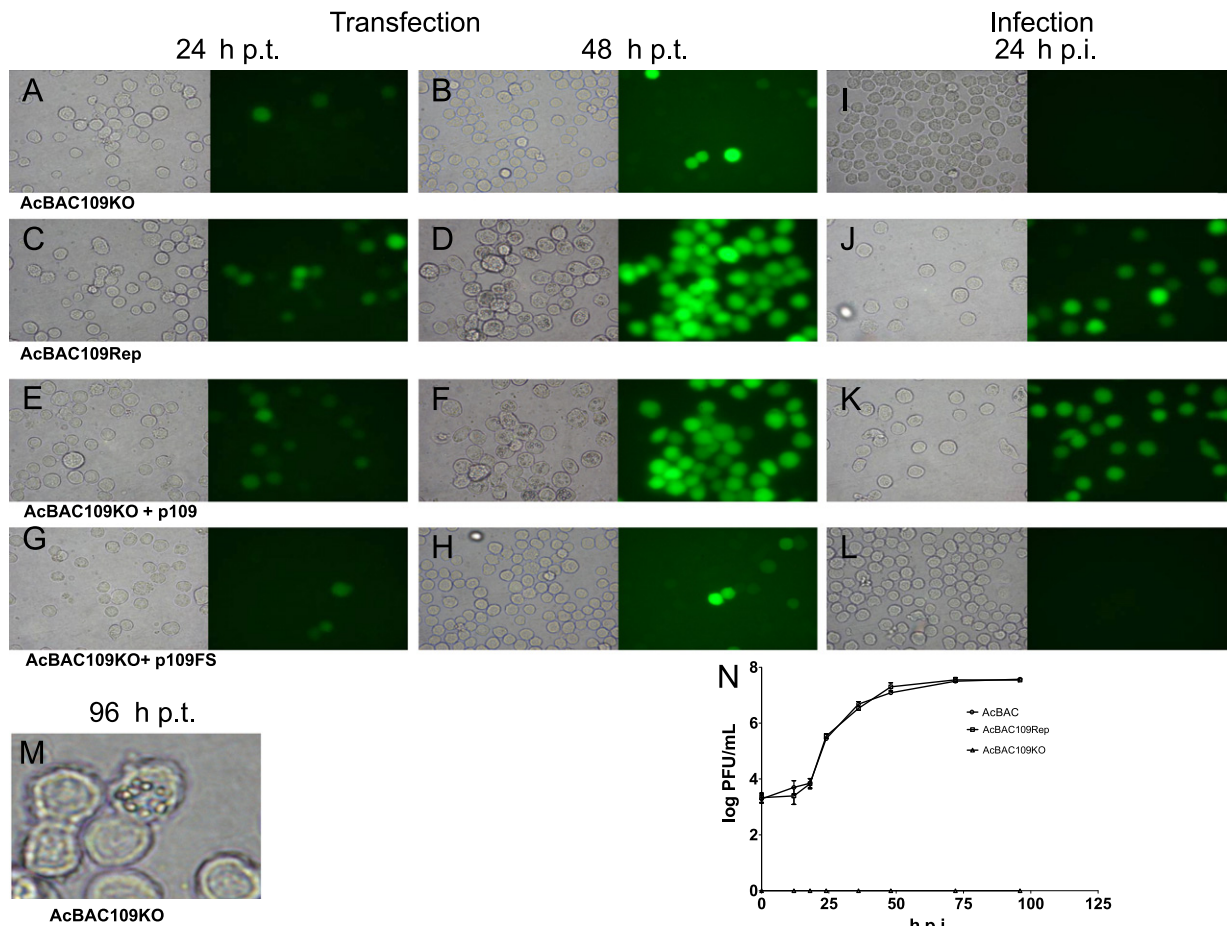 Transfection Infection
24 h p.t. 48 h p.t. 24 h p.i.
A B I
AcBAC109KO
C D J
AcBAC109Rep
E F K
AcBAC109KO + p109
G H L
AcBAC109KO+ p109FS
96 h p.t.
M
AcBAC109KO
N
8
6
4
2
0
log PFU/mL
AcBAC
AcBAC109Rep
AcBAC109KO
0 25 50 75 100 125
h p.i.